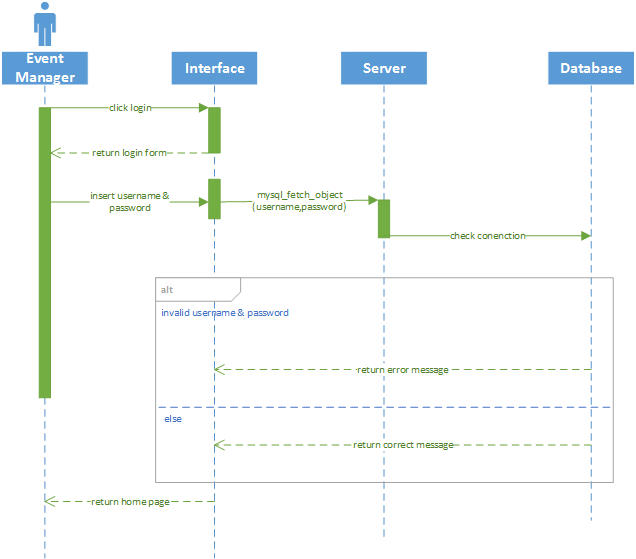 Event
Manager
Interface
Server
Database
click login
return login form
insert username &
password
mysql_fetch_object
(username,password)
check conenction
alt
invalid username & password
return error message
else
return correct message
return home page